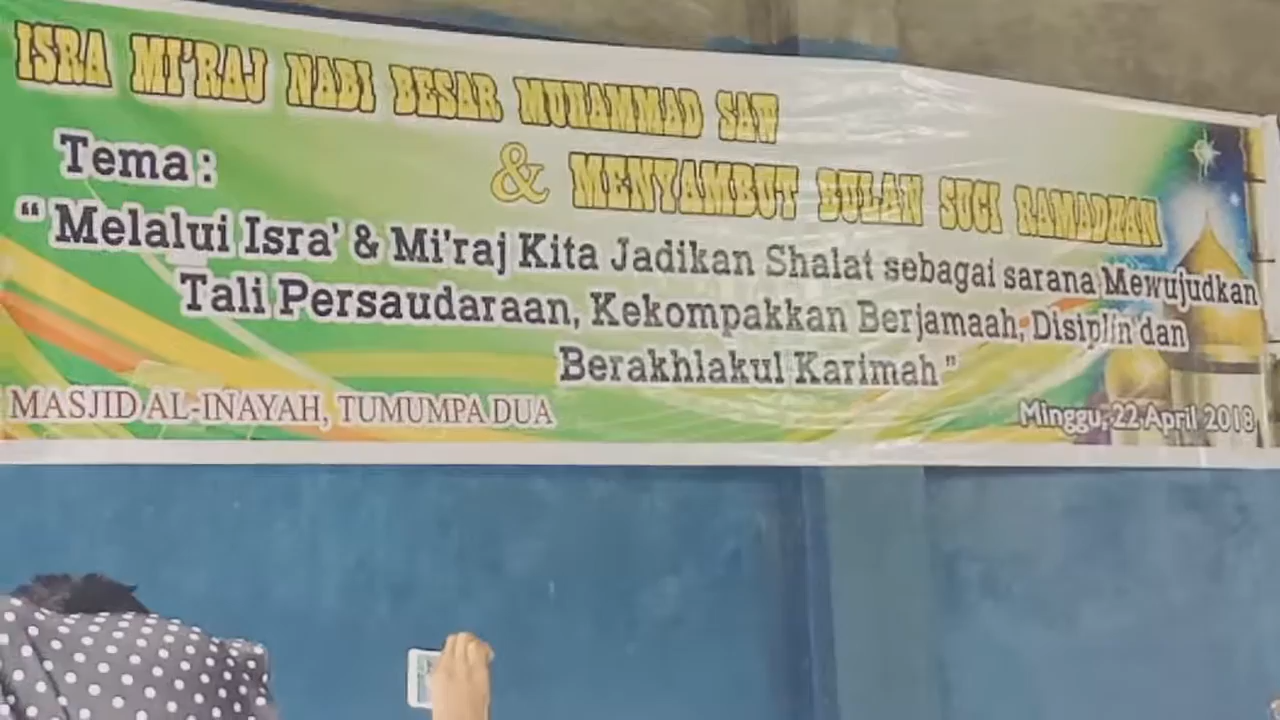 ISRA MI'RAJ NABI BESAR MUHAMMAD SAW
& MENYAMBUT BULAN SUCI RAMADHAN
Tema :
“ Melalui Isra' & Mi'raj Kita Jadikan Shalat sebagai sarana Mewujudkan
Tali Persaudaraan, Kekompakkan Berjamaah, Disiplin dan
Berakhlakul Karimah ”
MASJID AL-INAYAH, TUMUMPA DUA
Minggu, 22 April 2018